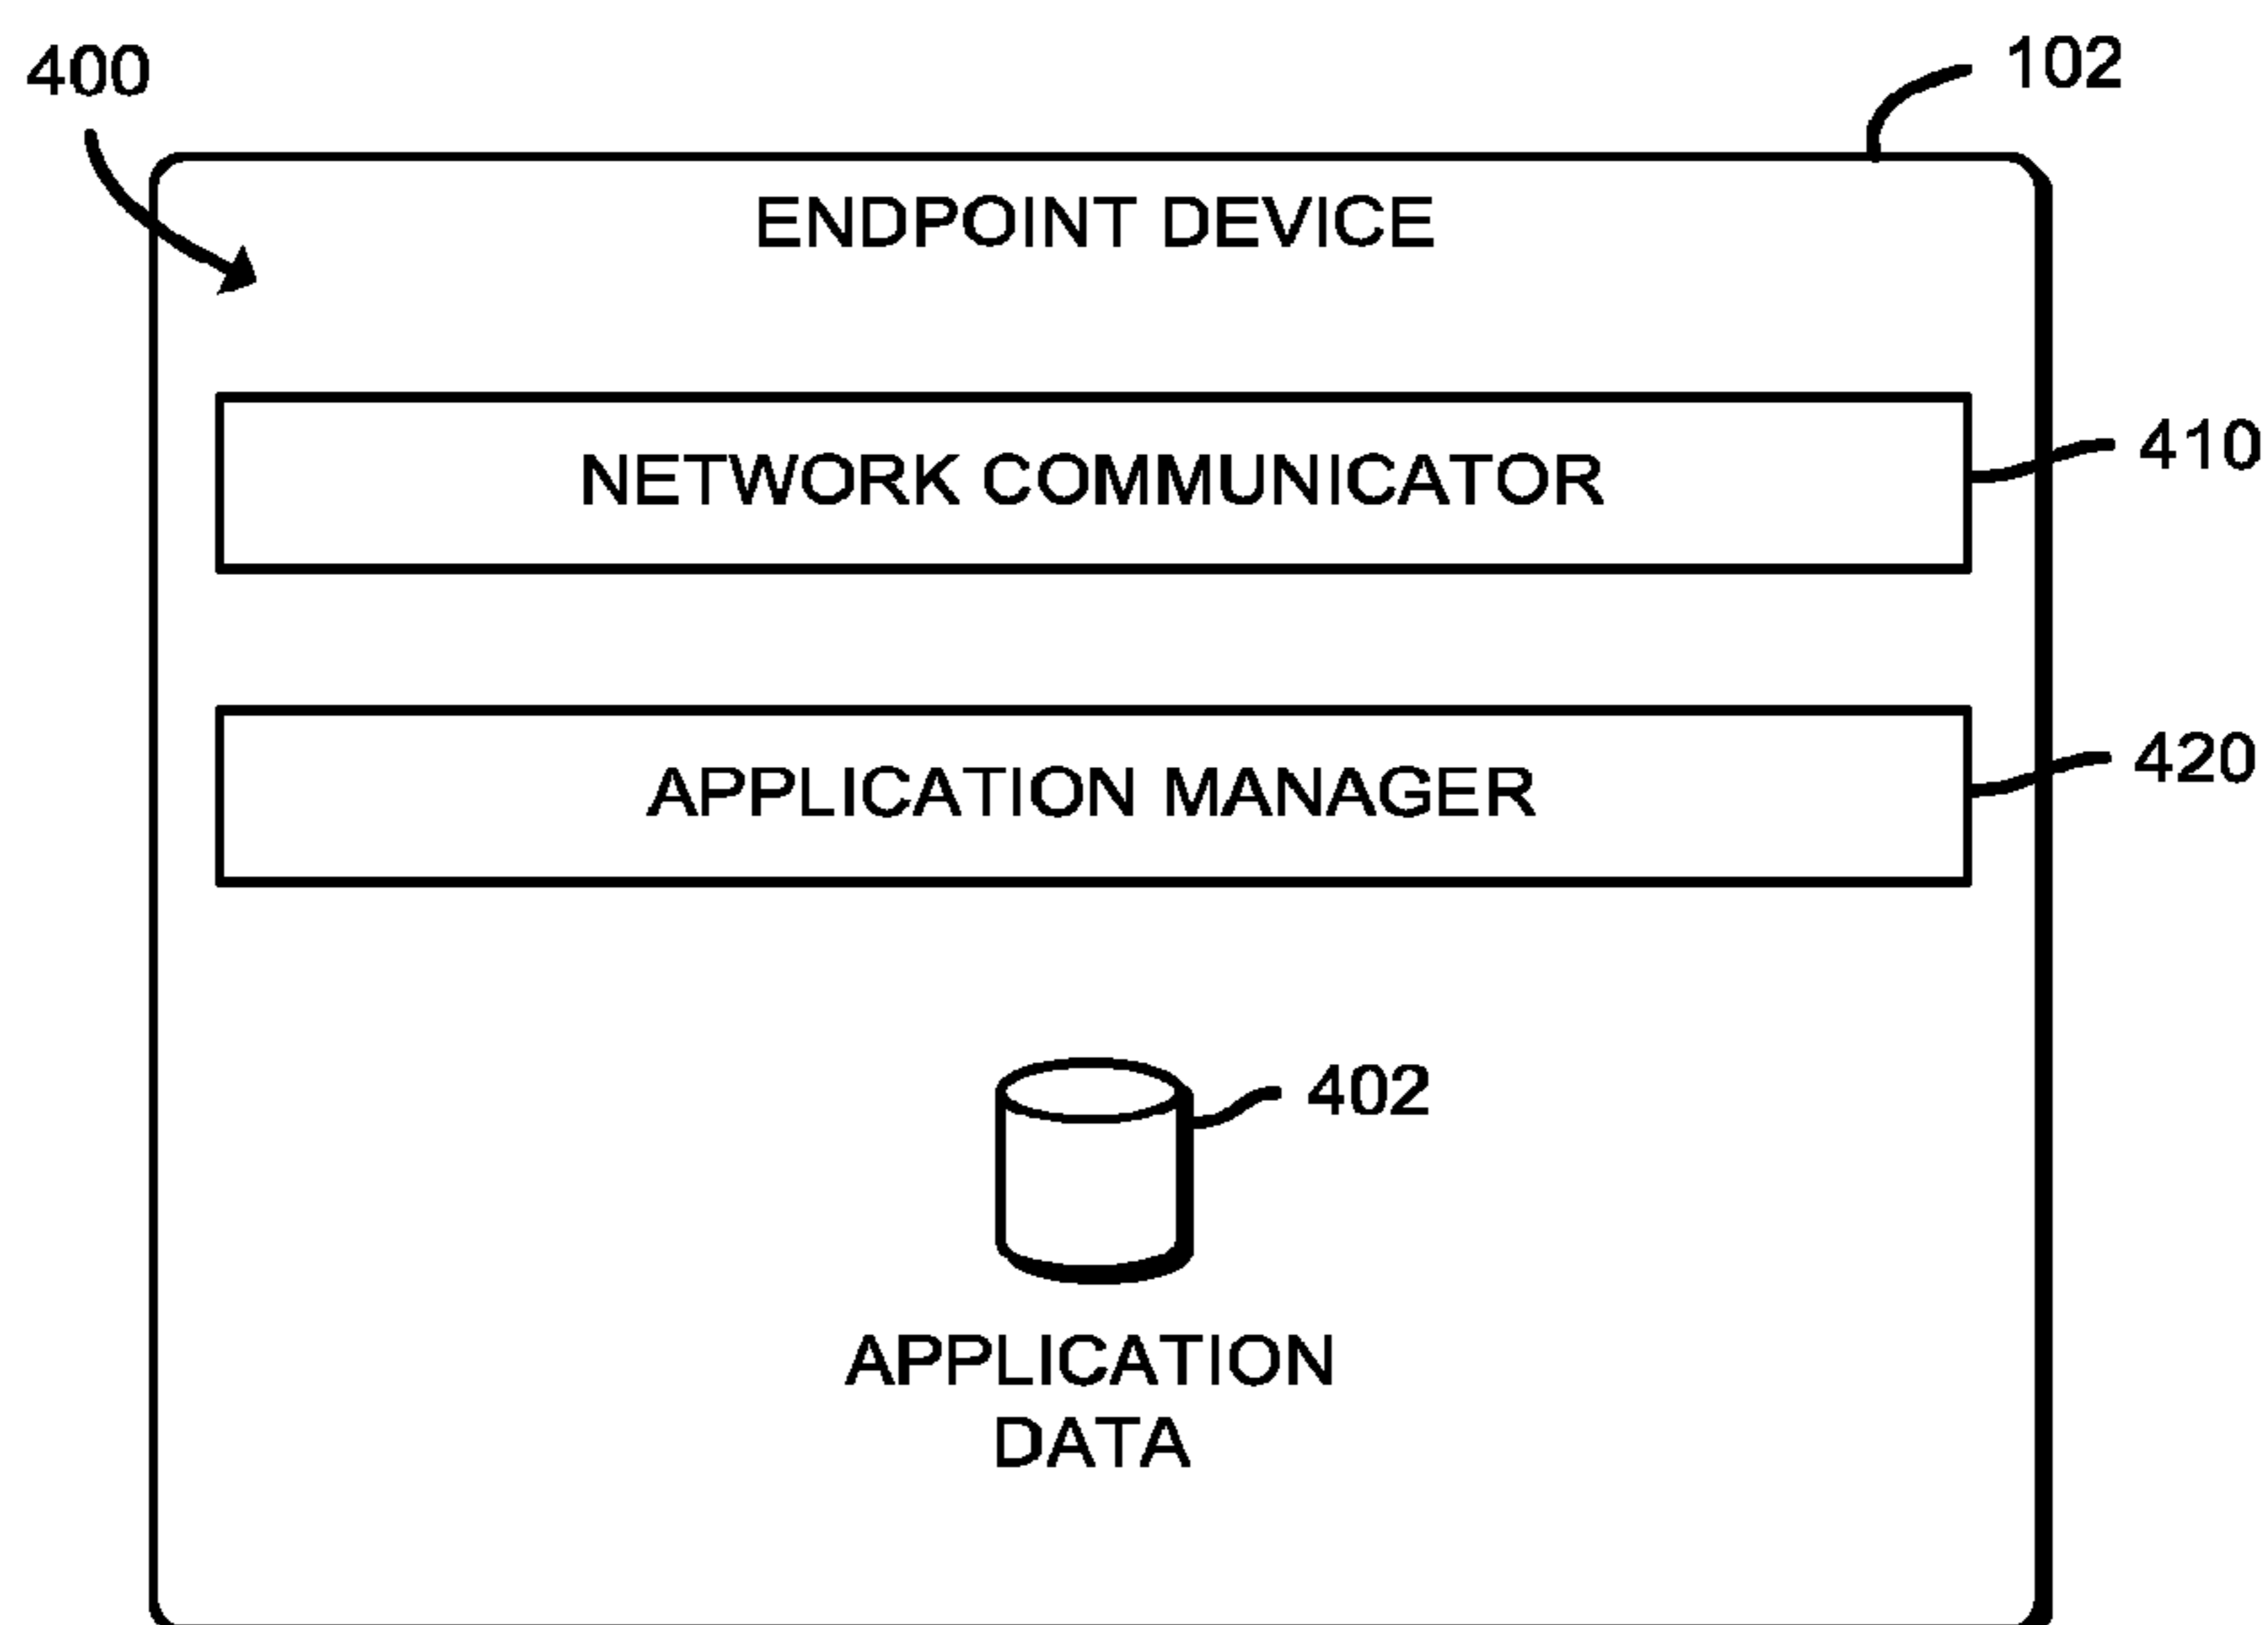 400
102
ENDPOINT DEVICE
NETWORK COMMUNICATOR
410
APPLICATION MANAGER
420
402
APPLICATION
DATA